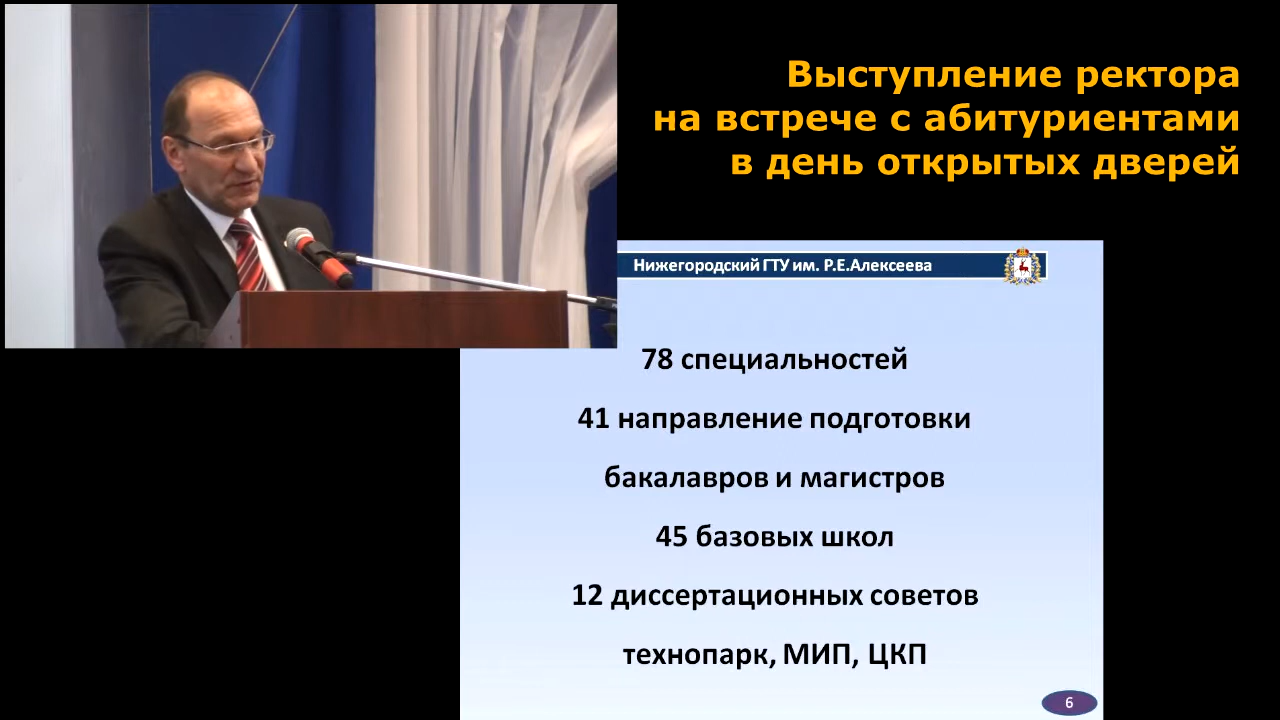 Выступление ректора
на встрече с абитуриентами
в день открытых дверей
Нижегородский ГТУ им. Р.Е.Алексеева
78 специальностей
41 направление подготовки
бакалавров и магистров
45 базовых школ
12 диссертационных советов
технопарк, МИП, ЦКП
6